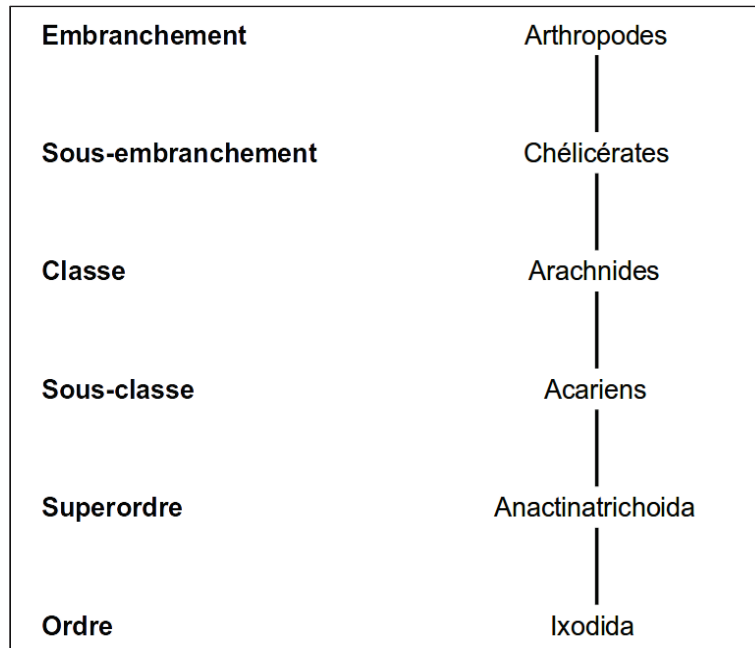 Embranchement Arthropodes
Sous-embranchement Chélicérates
Classe Arachnides
Sous-classe Acariens
Superordre Anactinatrichoida
Ordre Ixodida